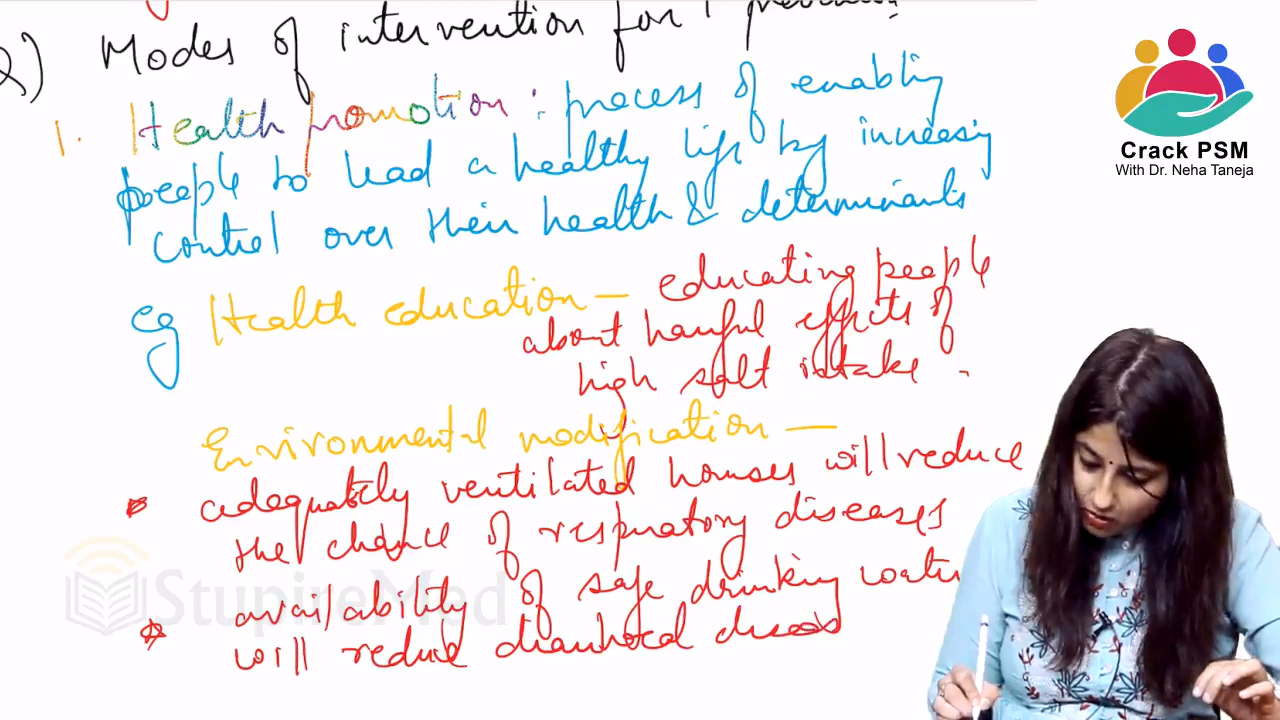 2) Modes of intervention for 1° prevention
1. Health promotion : process of enabling
people to lead a healthy life by increasing
control over their health & determinants
eg Health education — educating people
about harmful effects of
high salt intake .
Environmental modification —
* adequately ventilated houses will reduce
the chance of respiratory diseases
* availability of safe drinking water
will reduce diarrhoeal disease
Crack PSM
With Dr. Neha Taneja
StupireMed